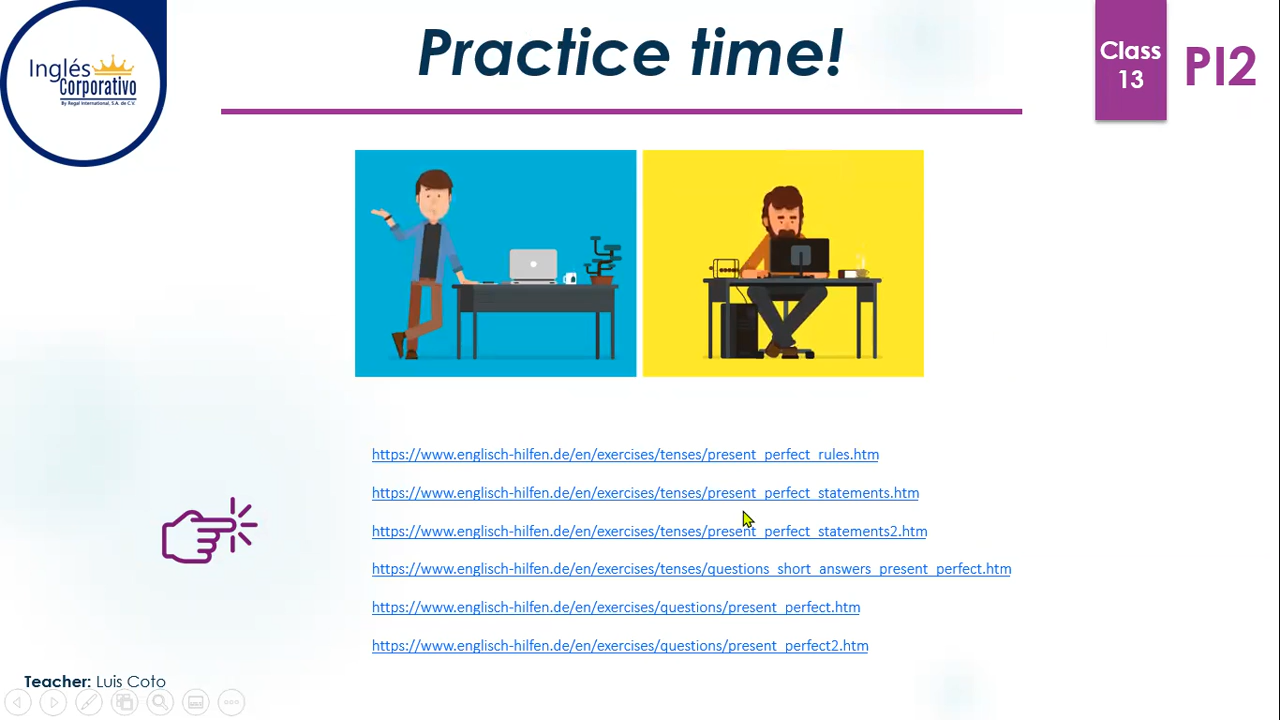 Practice time!
Inglés
Corporativo
By Regal International, S.A. de C.V.
Class
13
PI2
https://www.englisch-hilfen.de/en/exercises/tenses/present_perfect_rules.htm
https://www.englisch-hilfen.de/en/exercises/tenses/present_perfect_statements.htm
https://www.englisch-hilfen.de/en/exercises/tenses/present_perfect_statements2.htm
https://www.englisch-hilfen.de/en/exercises/tenses/questions_short_answers_present_perfect.htm
https://www.englisch-hilfen.de/en/exercises/questions/present_perfect.htm
https://www.englisch-hilfen.de/en/exercises/questions/present_perfect2.htm
Teacher: Luis Coto